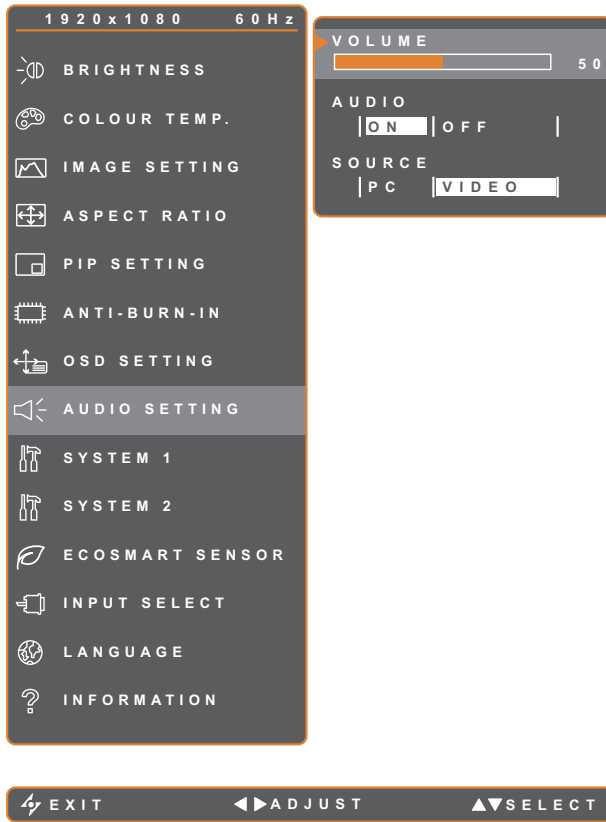 1920x1080 60Hz
BRIGHTNESS
COLOUR TEMP.
IMAGE SETTING
ASPECT RATIO
PIP SETTING
ANTI-BURN-IN
OSD SETTING
AUDIO SETTING
SYSTEM 1
SYSTEM 2
ECOSMART SENSOR
INPUT SELECT
LANGUAGE
INFORMATION
VOLUME
50
AUDIO
ON OFF
SOURCE
PC VIDEO
EXIT ADJUST SELECT